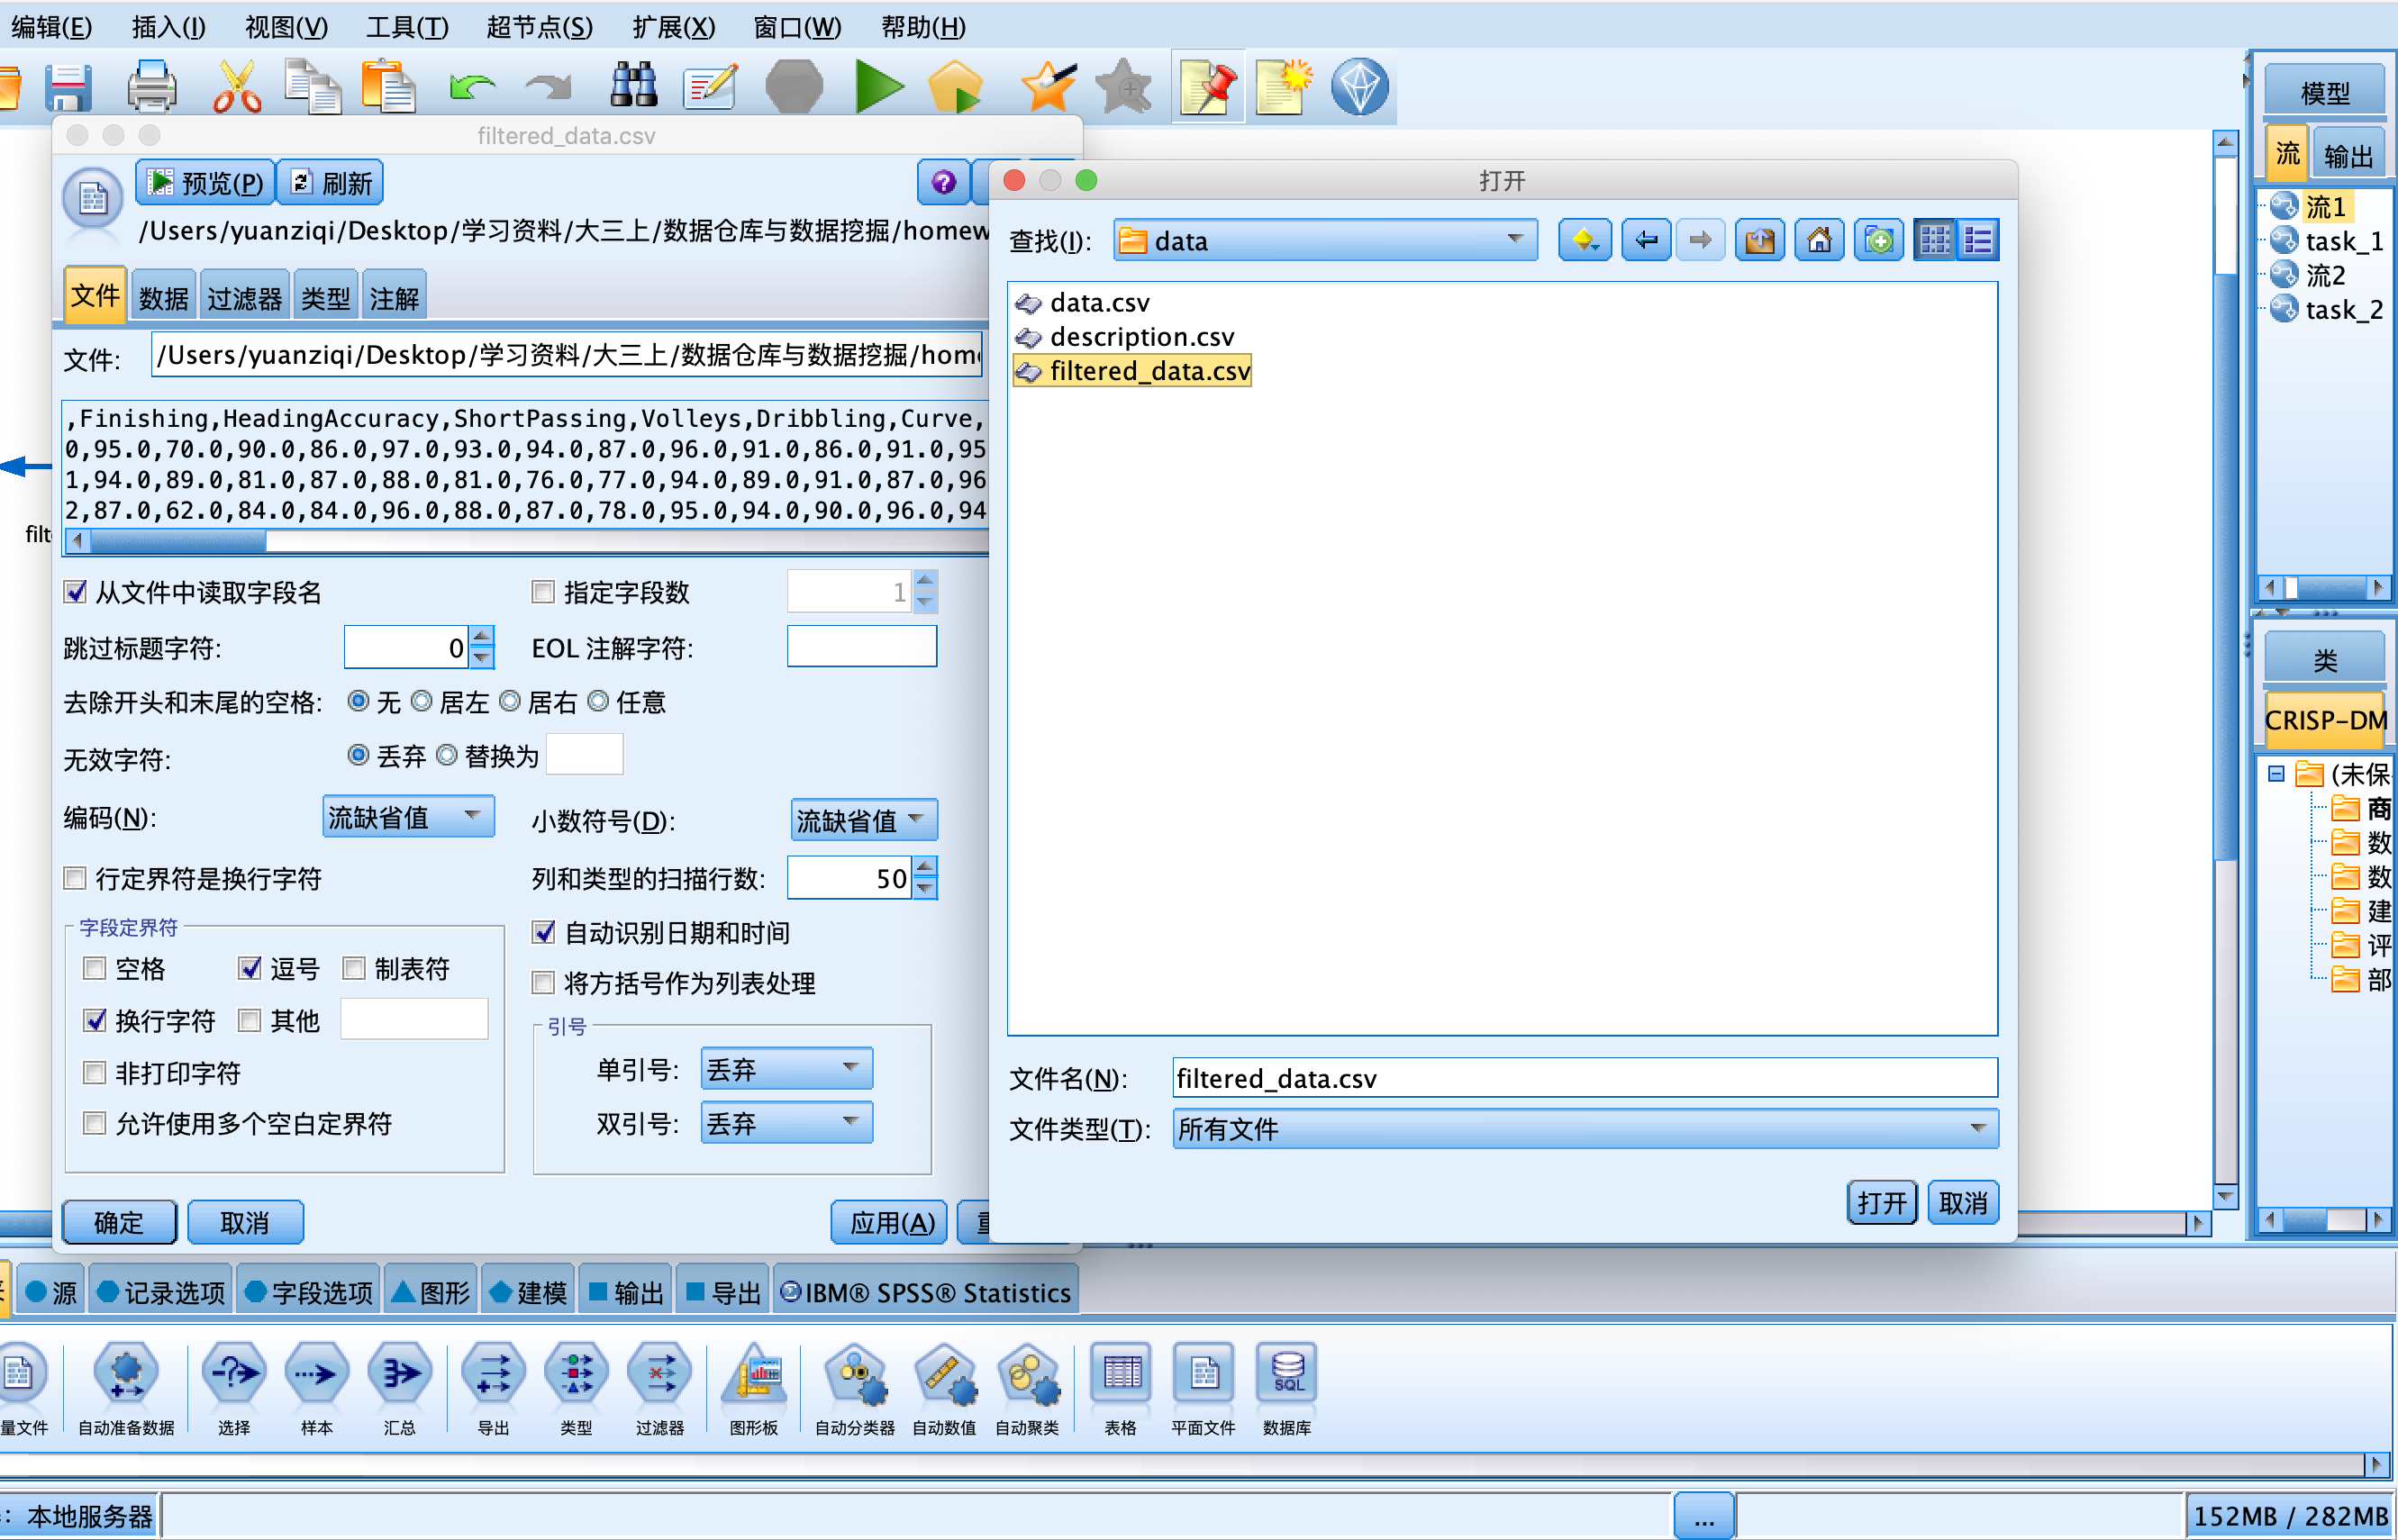 编辑(E) 插入(I) 视图(V) 工具(T) 超节点(S) 扩展(X) 窗口(W) 帮助(H)
filtered_data.csv
预览(P) 刷新
/Users/yuanziqi/Desktop/学习资料/大三上/数据仓库与数据挖掘/homew
文件 数据 过滤器 类型 注解
文件: /Users/yuanziqi/Desktop/学习资料/大三上/数据仓库与数据挖掘/home
,Finishing,HeadingAccuracy,ShortPassing,Volleys,Dribbling,Curve,
0,95.0,70.0,90.0,86.0,97.0,93.0,94.0,87.0,96.0,91.0,86.0,91.0,95
1,94.0,89.0,81.0,87.0,88.0,81.0,76.0,77.0,94.0,89.0,91.0,87.0,96
2,87.0,62.0,84.0,84.0,96.0,88.0,87.0,78.0,95.0,94.0,90.0,96.0,94
filt
从文件中读取字段名 指定字段数 1
跳过标题字符: 0 EOL 注解字符:
去除开头和末尾的空格: 无 居左 居右 任意
无效字符: 丢弃 替换为
编码(N): 流缺省值 小数符号(D): 流缺省值
行定界符是换行字符 列和类型的扫描行数: 50
字段定界符
空格 逗号 制表符
换行字符 其他
非打印字符
允许使用多个空白定界符
自动识别日期和时间
将方括号作为列表处理
引号
单引号: 丢弃
双引号: 丢弃
确定 取消 应用(A)
打开
查找(I): data
data.csv
description.csv
filtered_data.csv
文件名(N): filtered_data.csv
文件类型(T): 所有文件
打开 取消
模型
流 输出
流1
task_1
流2
task_2
类
CRISP-DM
(未保
商
数
数
建
评
部
源 记录选项 字段选项 图形 建模 输出 导出 IBM® SPSS® Statistics
量文件 自动准备数据 选择 样本 汇总 导出 类型 过滤器 图形板 自动分类器 自动数值 自动聚类 表格 平面文件 数据库
SQL
: 本地服务器 ... 152MB / 282MB